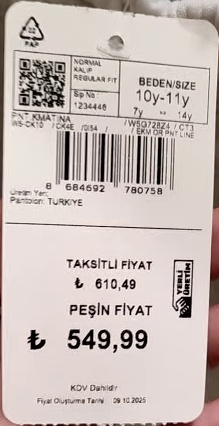 PAP
NORMAL
KALIP
REGULAR FIT
Sip No:
1234446
BEDEN/SIZE
10y-11y
7y ↔ 14y
PNT KMATINA
W5-DK10 / CK4E /GI54 / /W5G728Z4 / CT3
/ EKM OR PNT LINE
8 684692 780758
Üretim Yeri:
Pantolon: TURKIYE
TAKSİTLİ FİYAT
₺ 610,49
PEŞİN FİYAT
₺ 549,99
YERLİ
ÜRETİM
KDV Dahildir
Fiyat Oluşturma Tarihi 09.10.2025